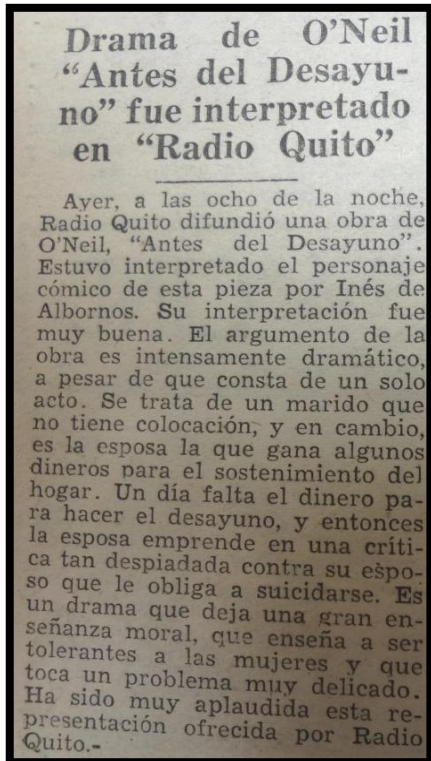 Drama de O'Neil
"Antes del Desayu-
no" fue interpretado
en "Radio Quito"
Ayer, a las ocho de la noche,
Radio Quito difundió una obra de
O'Neil, "Antes del Desayuno".
Estuvo interpretado el personaje
cómico de esta pieza por Inés de
Albornos. Su interpretación fue
muy buena. El argumento de la
obra es intensamente dramático,
a pesar de que consta de un solo
acto. Se trata de un marido que
no tiene colocación, y en cambio,
es la esposa la que gana algunos
dineros para el sostenimiento del
hogar. Un día falta el dinero pa-
ra hacer el desayuno, y entonces
la esposa emprende en una críti-
ca tan despiadada contra su espo-
so que le obliga a suicidarse. Es
un drama que deja una gran en-
señanza moral, que enseña a ser
tolerantes a las mujeres y que
toca un problema muy delicado.
Ha sido muy aplaudida esta re-
presentación ofrecida por Radio
Quito.-